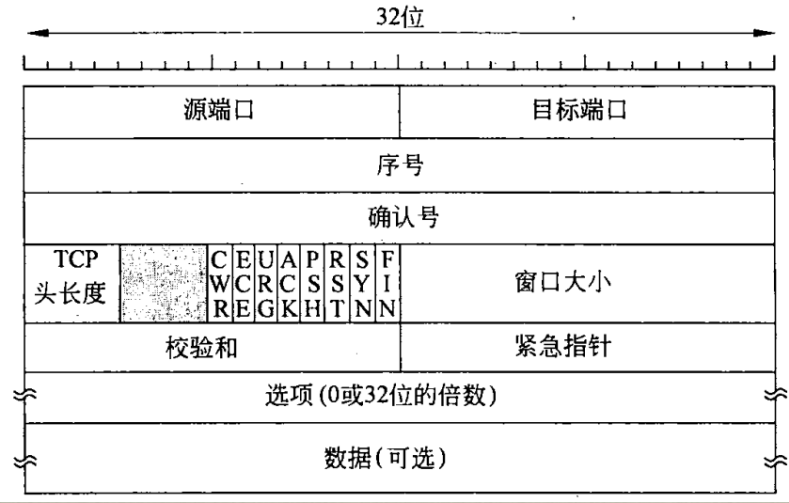 32位
源端口 目标端口
序号
确认号
TCP
头长度
CWR ECE URG ACK PSH RST SYN FIN
窗口大小
校验和 紧急指针
选项(0或32位的倍数)
数据(可选)